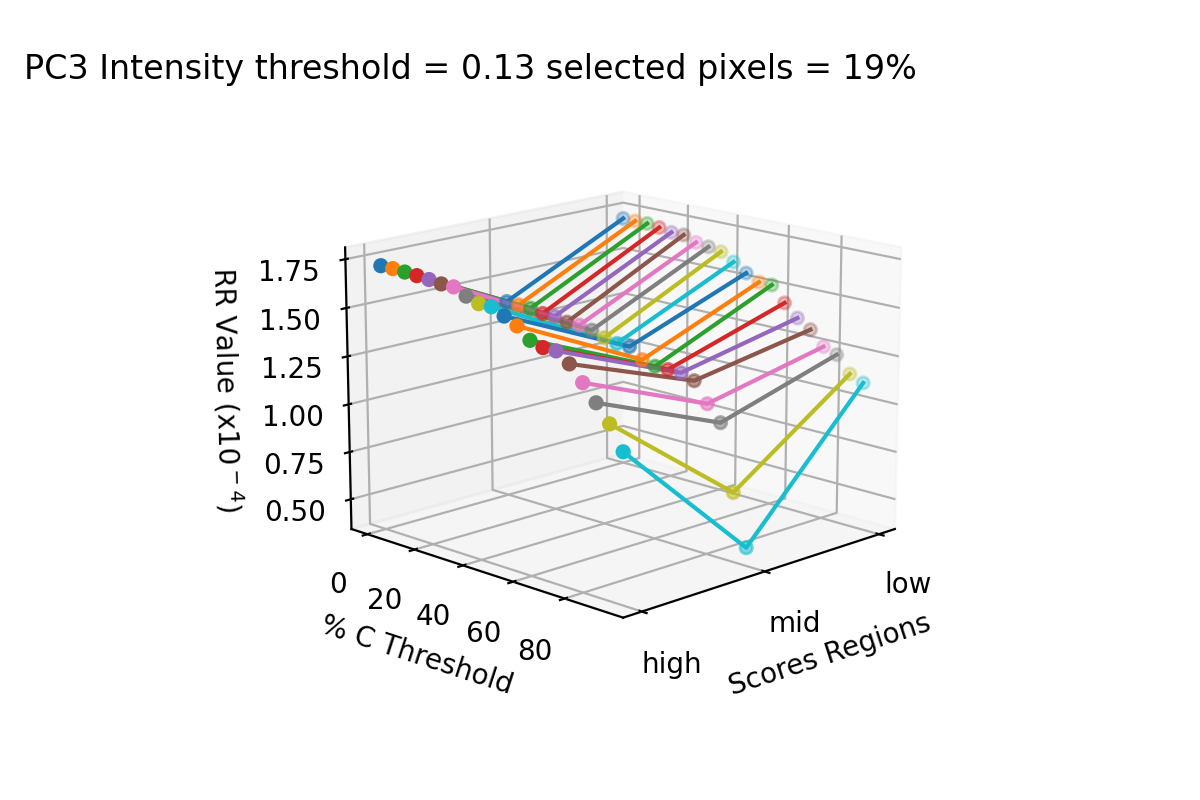 PC3 Intensity threshold = 0.13 selected pixels = 19%
RR Value (x10⁻⁴)
1.75
1.50
1.25
1.00
0.75
0.50
0
20
40
60
80
% C Threshold
high
mid
low
Scores Regions